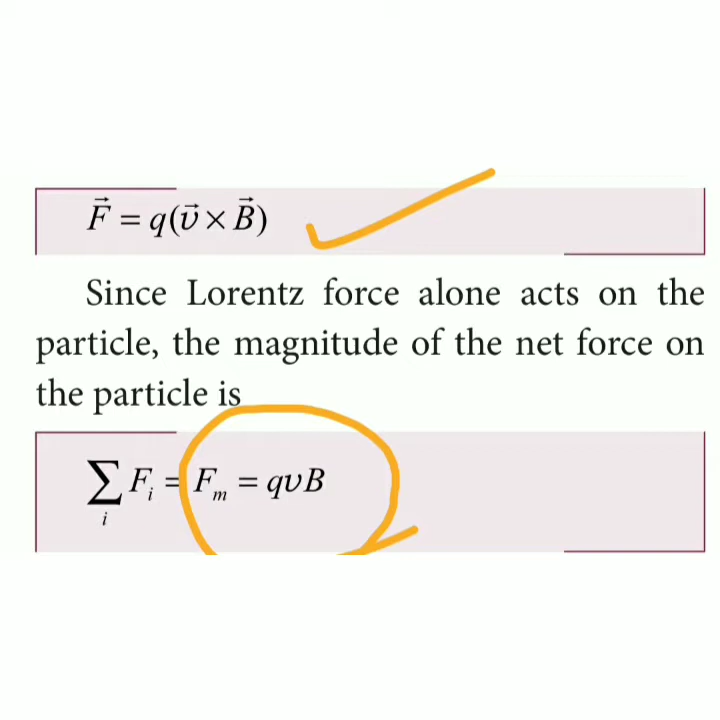 F⃗ = q(υ⃗ × B⃗)
Since Lorentz force alone acts on the
particle, the magnitude of the net force on
the particle is
∑ᵢ Fᵢ = Fₘ = qυB